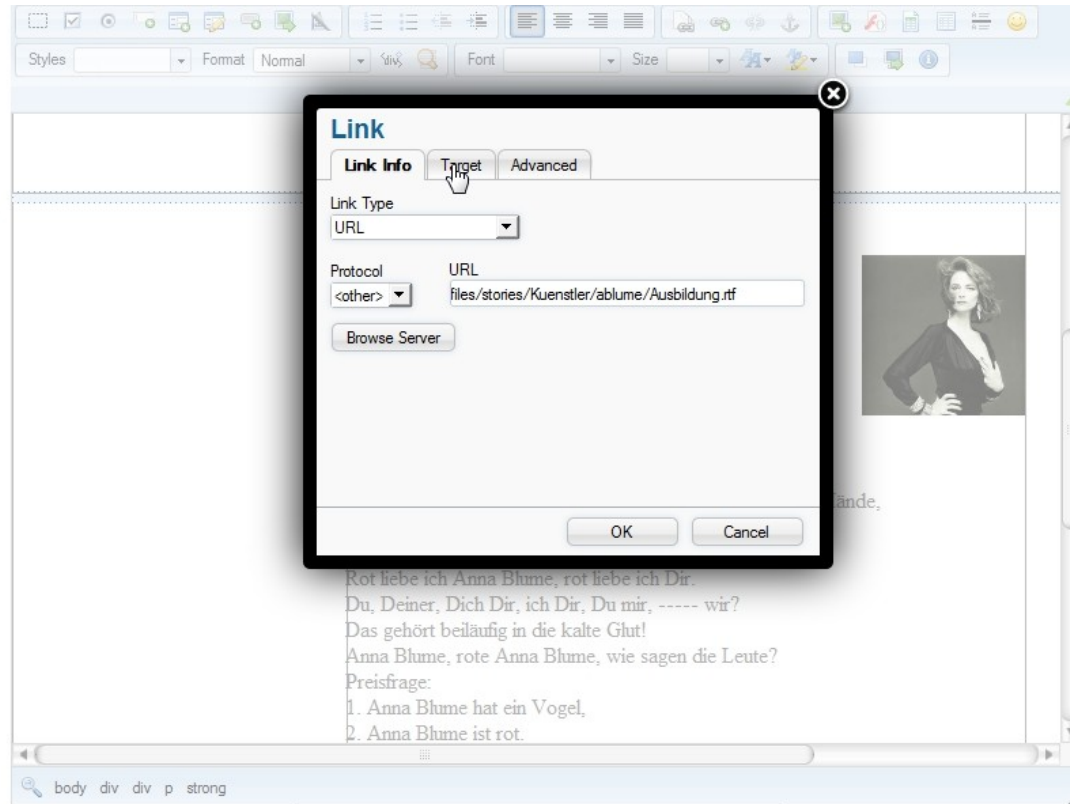 Styles Format Normal Font Size
Link
Link Info Target Advanced
Link Type
URL
Protocol URL
<other> files/stories/Kuenstler/ablume/Ausbildung.rtf
Browse Server
ände,
OK Cancel
Rot liebe ich Anna Blume, rot liebe ich Dir.
Du, Deiner, Dich Dir, ich Dir, Du mir, ----- wir?
Das gehört beiläufig in die kalte Glut!
Anna Blume, rote Anna Blume, wie sagen die Leute?
Preisfrage:
1. Anna Blume hat ein Vogel,
2. Anna Blume ist rot.
body div div p strong